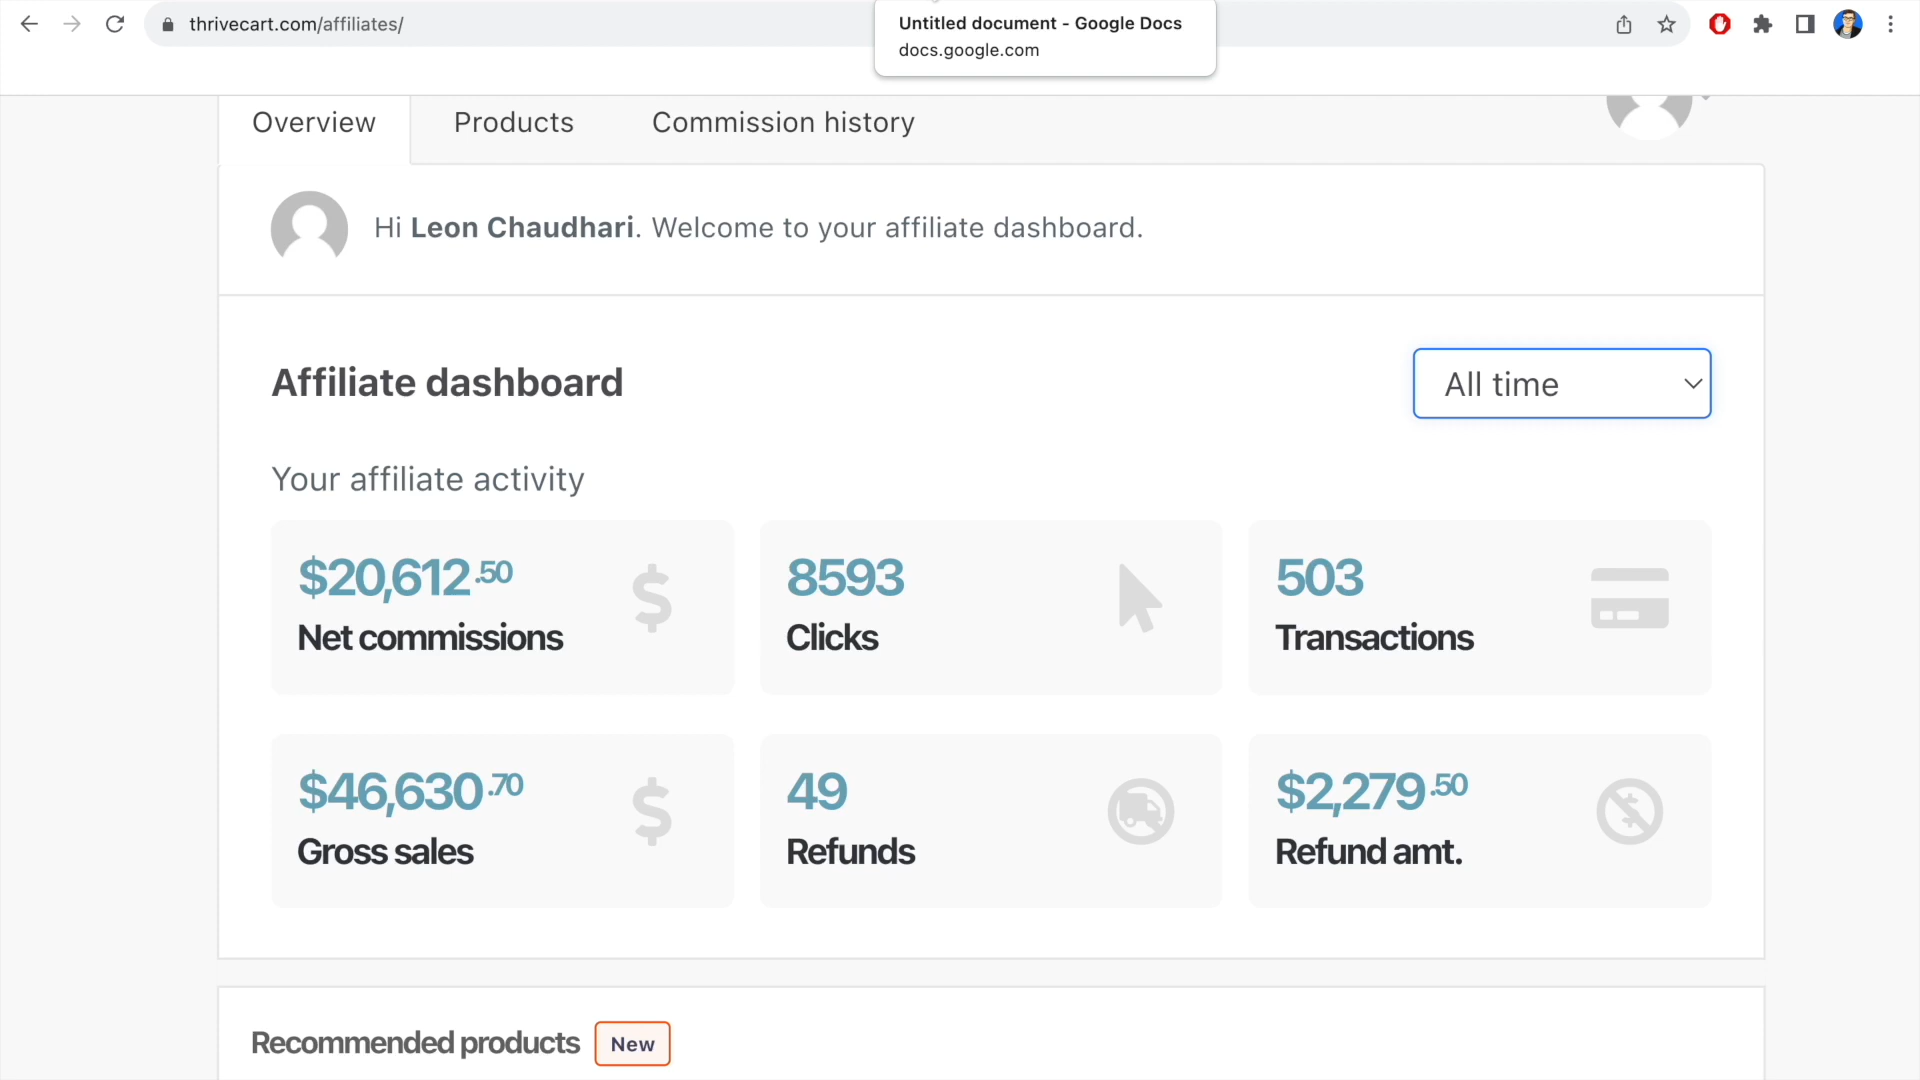 thrivecart.com/affiliates/
Untitled document - Google Docs
docs.google.com
Overview
Products
Commission history
Hi Leon Chaudhari. Welcome to your affiliate dashboard.
Affiliate dashboard
All time
Your affiliate activity
$20,612.50
Net commissions
8593
Clicks
503
Transactions
$46,630.70
Gross sales
49
Refunds
$2,279.50
Refund amt.
Recommended products
New